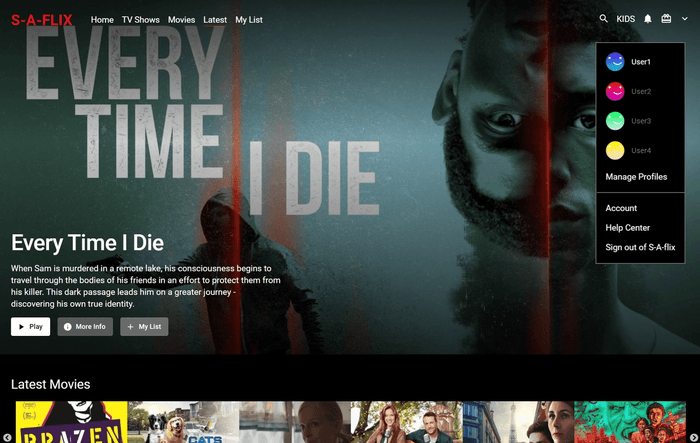 S-A-FLIX
Home TV Shows Movies Latest My List
KIDS
EVERY
TIME
I DIE
User1
User2
User3
User4
Manage Profiles
Account
Help Center
Sign out of S-A-flix
Every Time I Die
When Sam is murdered in a remote lake, his consciousness begins to
travel through the bodies of his friends in an effort to protect them from
his killer. This dark passage leads him on a greater journey -
discovering his own true identity.
Play
More Info
My List
Latest Movies
BRAZEN
CATS